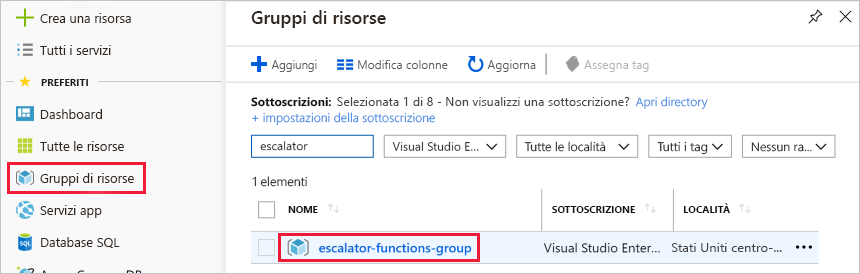 Crea una risorsa
Tutti i servizi
PREFERITI
Dashboard
Tutte le risorse
Gruppi di risorse
Servizi app
Database SQL
Gruppi di risorse
Aggiungi
Modifica colonne
Aggiorna
Assegna tag
Sottoscrizioni: Selezionata 1 di 8 - Non visualizzi una sottoscrizione? Apri directory
+ impostazioni della sottoscrizione
escalator
Visual Studio E...
Tutte le località
Tutti i tag
Nessun ra...
1 elementi
NOME
SOTTOSCRIZIONE
LOCALITÀ
escalator-functions-group
Visual Studio Enter...
Stati Uniti centro-...